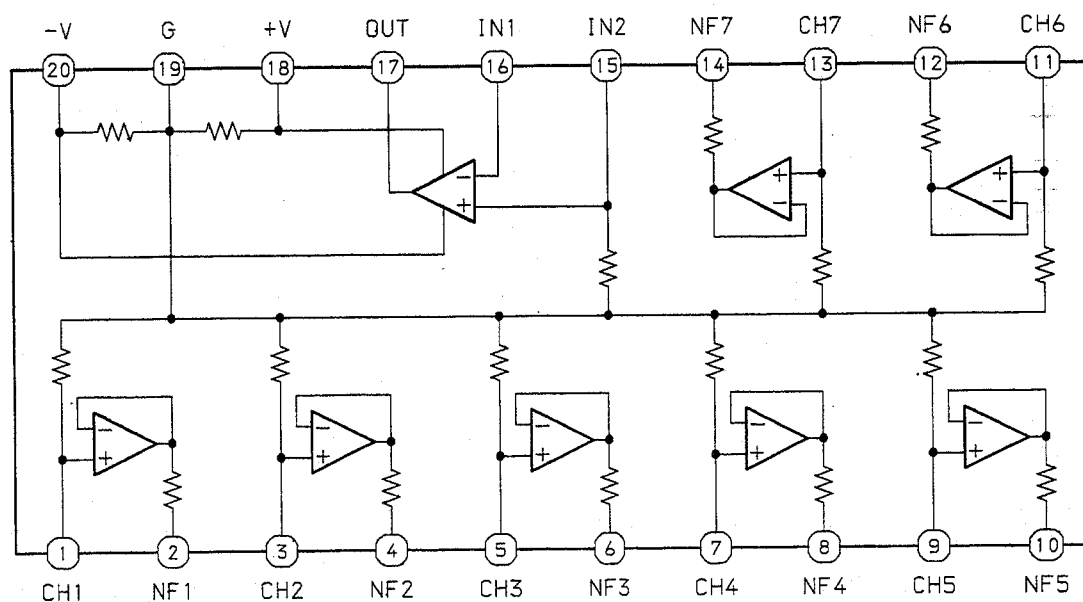 -V G +V OUT IN1 IN2 NF7 CH7 NF6 CH6
20 19 18 17 16 15 14 13 12 11
- + + - + -
- + - + - + - + - +
1 2 3 4 5 6 7 8 9 10
CH1 NF1 CH2 NF2 CH3 NF3 CH4 NF4 CH5 NF5